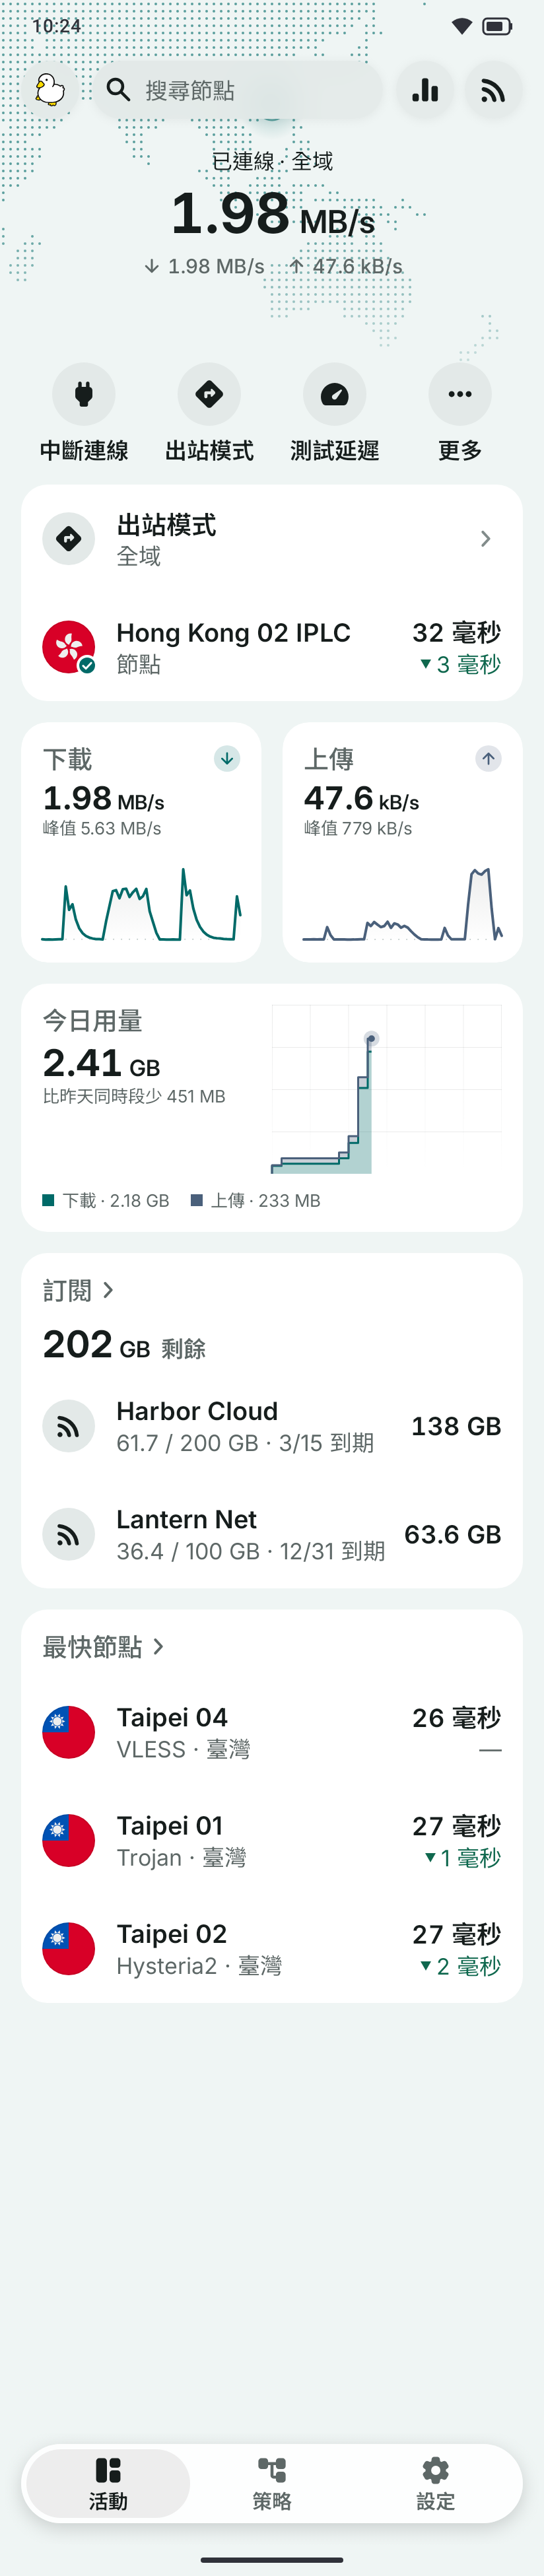 10:24
搜尋節點
已連線 · 全域
1.98 MB/s
↓ 1.98 MB/s ↑ 47.6 kB/s
中斷連線 出站模式 測試延遲 更多
出站模式
全域
Hong Kong 02 IPLC 32 毫秒
節點 ▼3 毫秒
下載
1.98 MB/s
峰值 5.63 MB/s
上傳
47.6 kB/s
峰值 779 kB/s
今日用量
2.41 GB
比昨天同時段少 451 MB
下載 · 2.18 GB 上傳 · 233 MB
訂閱
202 GB 剩餘
Harbor Cloud 138 GB
61.7 / 200 GB · 3/15 到期
Lantern Net 63.6 GB
36.4 / 100 GB · 12/31 到期
最快節點
Taipei 04 26 毫秒
VLESS · 臺灣 —
Taipei 01 27 毫秒
Trojan · 臺灣 ▼1 毫秒
Taipei 02 27 毫秒
Hysteria2 · 臺灣 ▼2 毫秒
活動 策略 設定